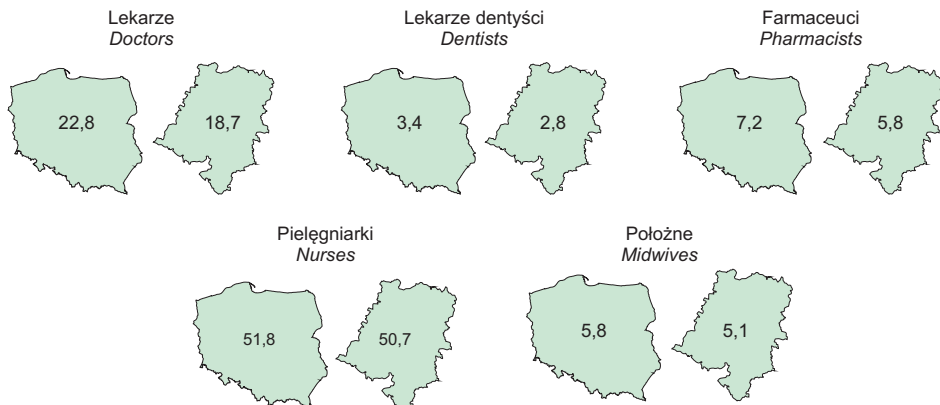 Lekarze
Doctors
22,8
18,7
Lekarze dentyści
Dentists
3,4
2,8
Farmaceuci
Pharmacists
7,2
5,8
Pielęgniarki
Nurses
51,8
50,7
Położne
Midwives
5,8
5,1